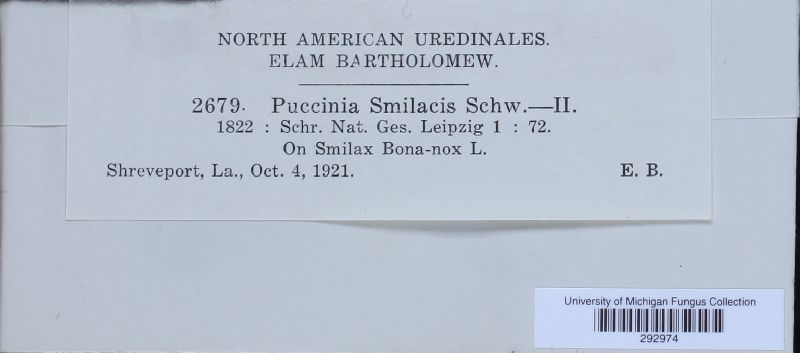 NORTH AMERICAN UREDINALES.
ELAM BARTHOLOMEW.
2679. Puccinia Smilacis Schw.—II.
1822 : Schr. Nat. Ges. Leipzig 1 : 72.
On Smilax Bona-nox L.
Shreveport, La., Oct. 4, 1921. E. B.
University of Michigan Fungus Collection
292974